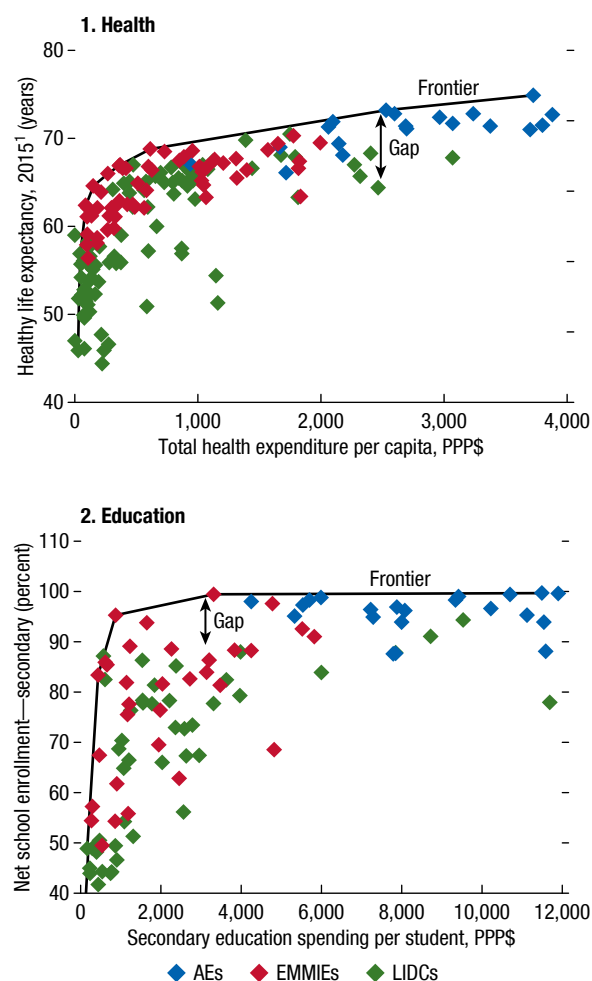 1. Health
80
70
60
50
40
Healthy life expectancy, 2015¹ (years)
Frontier
Gap
0 1,000 2,000 3,000 4,000
Total health expenditure per capita, PPP$
2. Education
110
100
90
80
70
60
50
40
Net school enrollment—secondary (percent)
Frontier
Gap
0 2,000 4,000 6,000 8,000 10,000 12,000
Secondary education spending per student, PPP$
AEs EMMIEs LIDCs